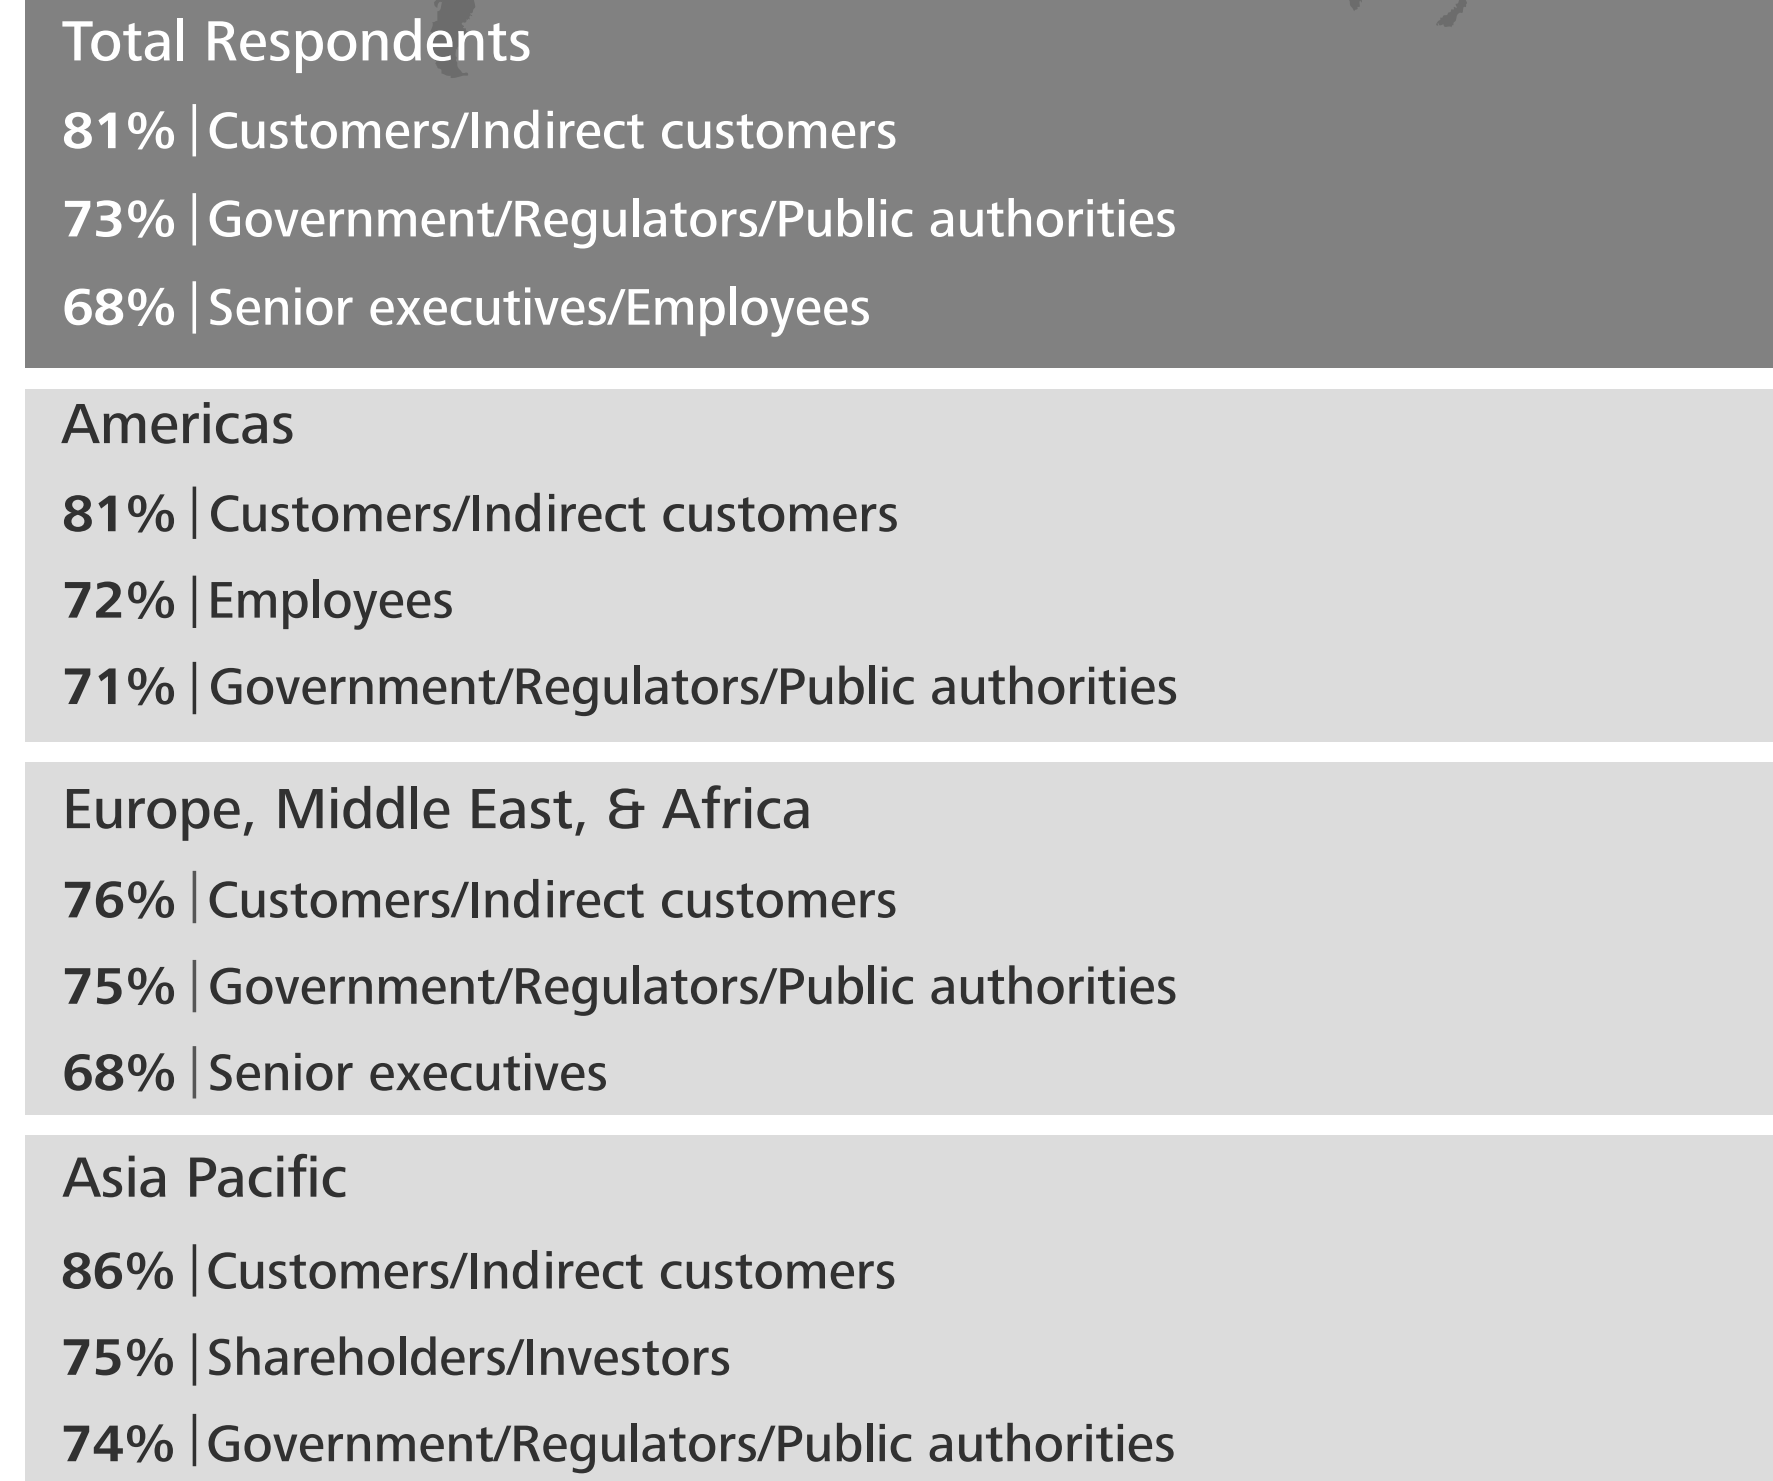 Total Respondents
81% | Customers/Indirect customers
73% | Government/Regulators/Public authorities
68% | Senior executives/Employees
Americas
81% | Customers/Indirect customers
72% | Employees
71% | Government/Regulators/Public authorities
Europe, Middle East, & Africa
76% | Customers/Indirect customers
75% | Government/Regulators/Public authorities
68% | Senior executives
Asia Pacific
86% | Customers/Indirect customers
75% | Shareholders/Investors
74% | Government/Regulators/Public authorities